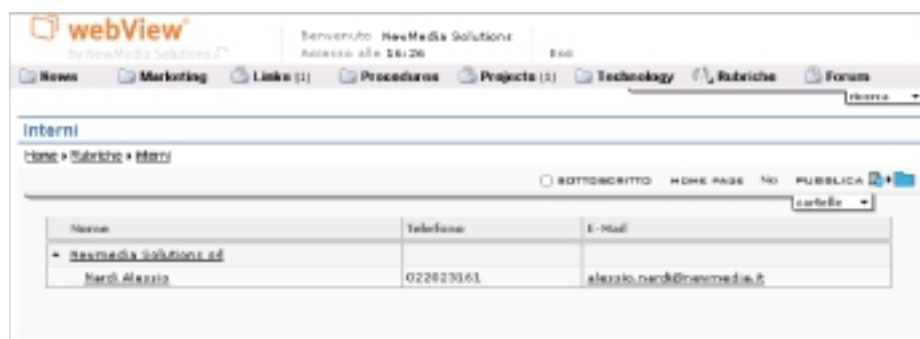 webView
by NewMedia Solutions
Benvenuto NewMedia Solutions
Accesso alle 16:26 Esci
News Marketing Links (1) Procedures Projects (1) Technology Rubriche Forum
ricerca
Interni
Home » Rubriche » Interni
SOTTOSCRITTO HOME PAGE No PUBBLICA
cartelle
Nome Telefono E-Mail
Newmedia Solutions srl
Nardi Alessio 022023161 alessio.nardi@newmedia.it